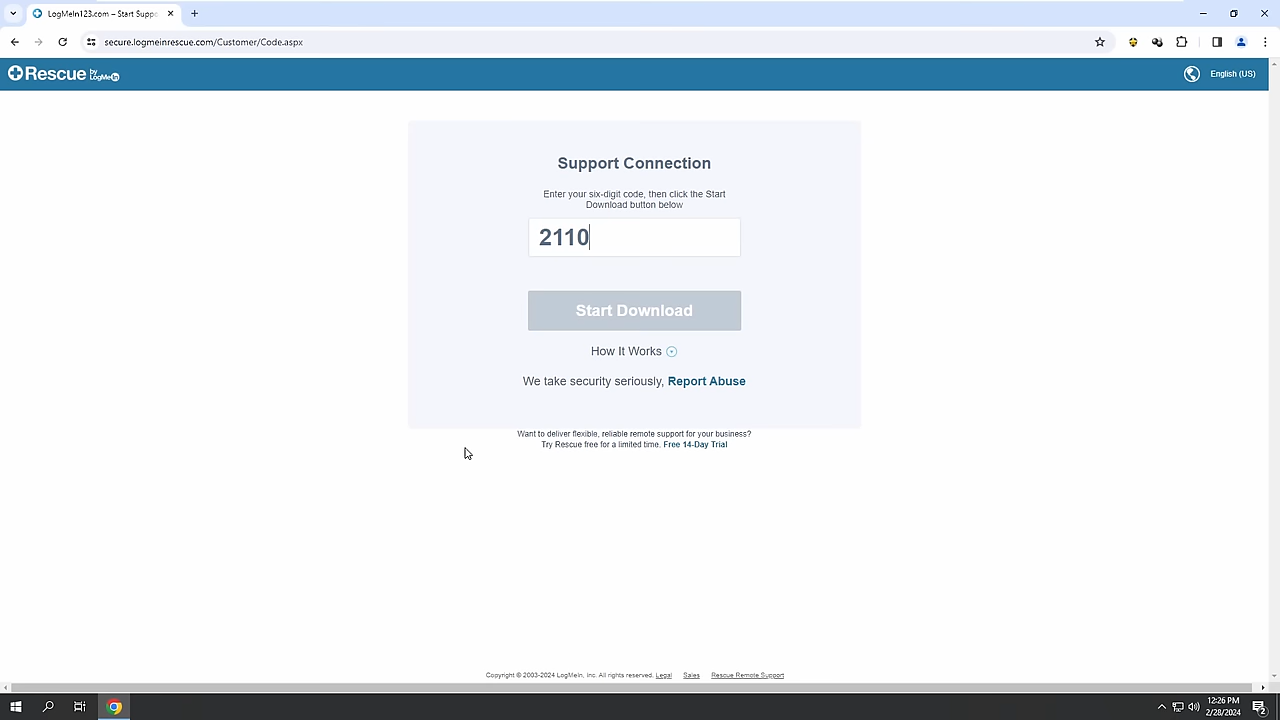 LogMeIn123.com – Start Suppo
secure.logmeinrescue.com/Customer/Code.aspx
Rescue by LogMeIn
English (US)
Support Connection
Enter your six-digit code, then click the Start
Download button below
2110
Start Download
How It Works
We take security seriously, Report Abuse
Want to deliver flexible, reliable remote support for your business?
Try Rescue free for a limited time. Free 14-Day Trial
Copyright © 2003-2024 LogMeIn, Inc. All rights reserved. Legal Sales Rescue Remote Support
12:26 PM
2/28/2024
2